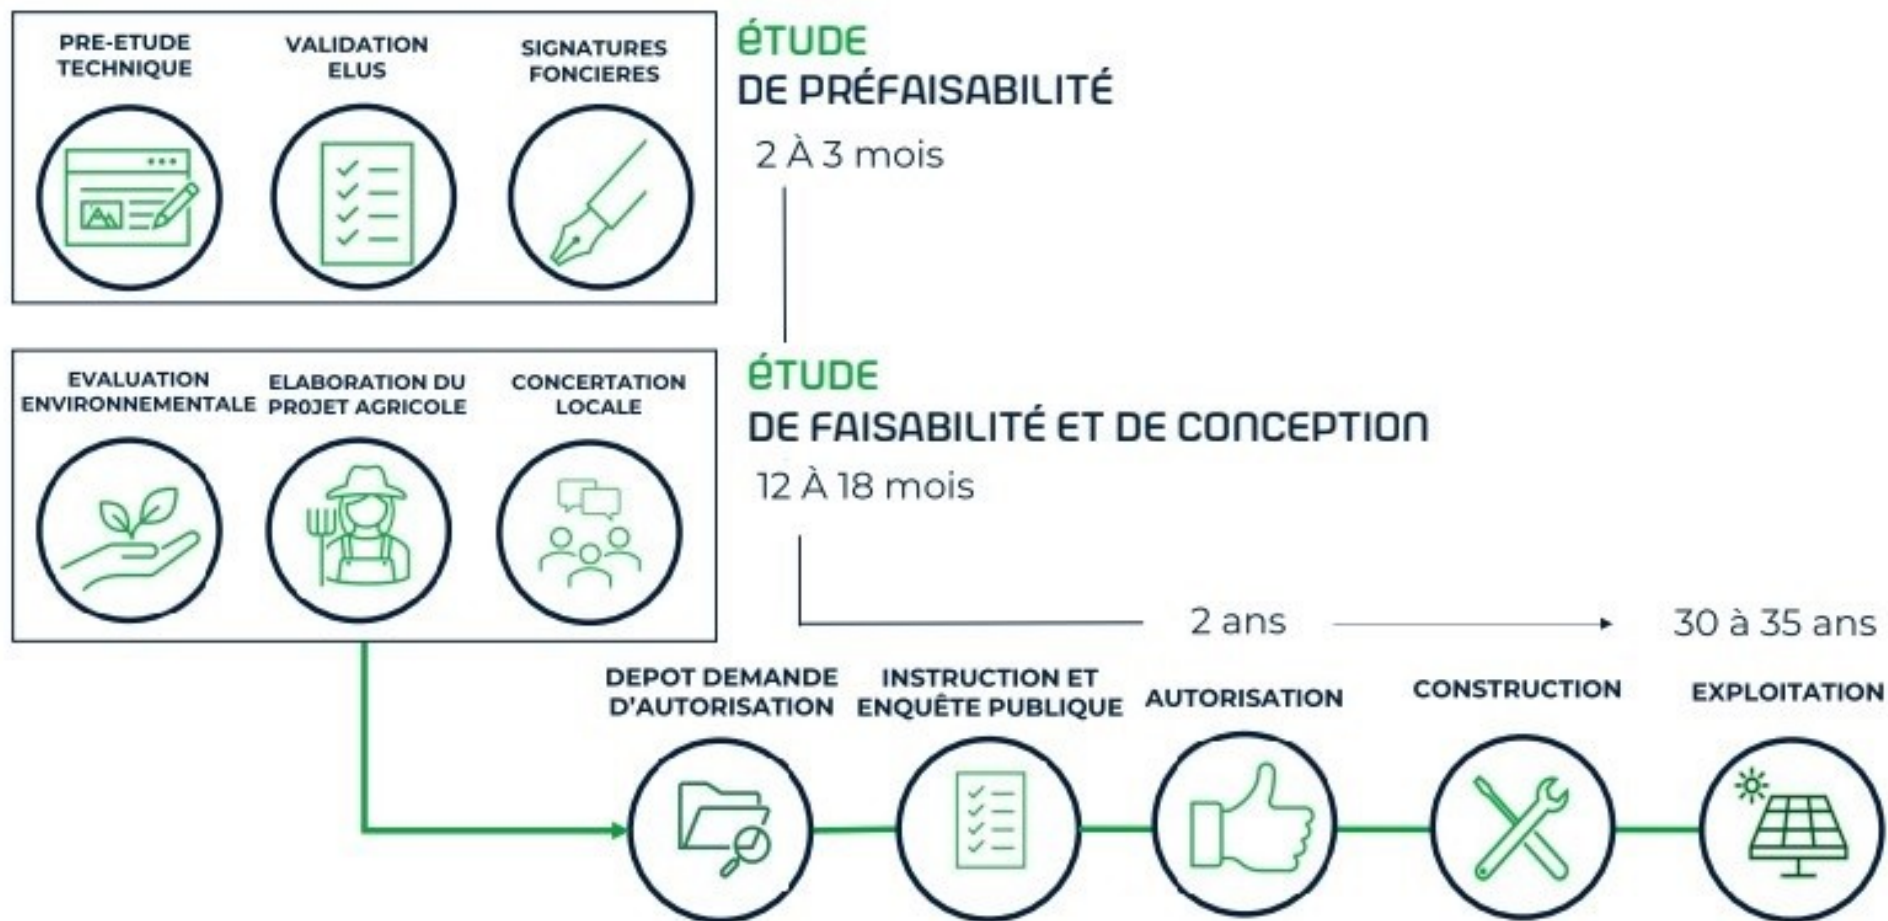 PRE-ETUDE
TECHNIQUE
VALIDATION
ELUS
SIGNATURES
FONCIERES
éTUDE
DE PRÉFAISABILITÉ
2 À 3 mois
EVALUATION
ENVIRONNEMENTALE
ELABORATION DU
PR0JET AGRICOLE
CONCERTATION
LOCALE
éTUDE
DE FAISABILITÉ ET DE CONCEPTION
12 À 18 mois
2 ans
30 à 35 ans
DEPOT DEMANDE
D'AUTORISATION
INSTRUCTION ET
ENQUÊTE PUBLIQUE
AUTORISATION
CONSTRUCTION
EXPLOITATION